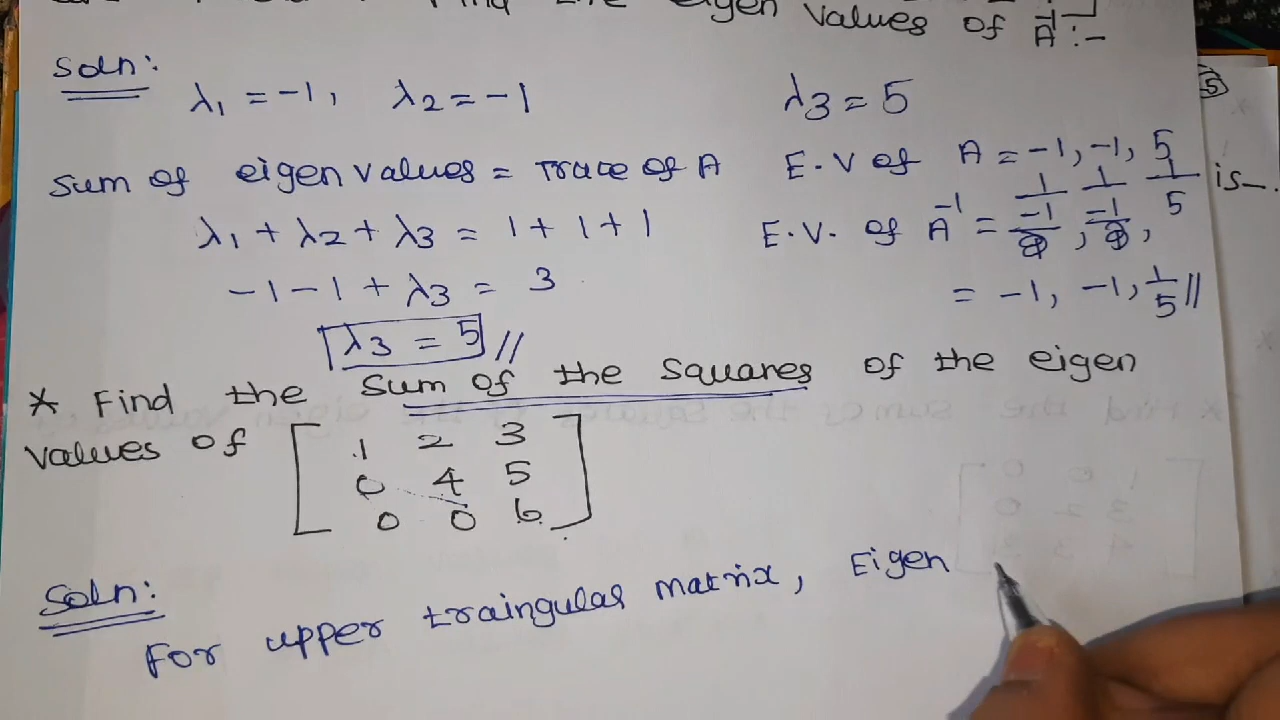 Find the eigen values of A⁻¹:-
Soln:
λ1 = -1, λ2 = -1 λ3 = 5
Sum of eigen values = Trace of A
λ1 + λ2 + λ3 = 1 + 1 + 1
-1 -1 + λ3 = 3
λ3 = 5 //
E.V of A = -1, -1, 5
E.V. of A⁻¹ = 1/-1, 1/-1, 1/5
= -1, -1, 1/5 //
5
is -.
* Find the sum of the squares of the eigen
values of
1 2 3
0 4 5
0 0 6
Soln:
For upper traingular matrix, Eigen